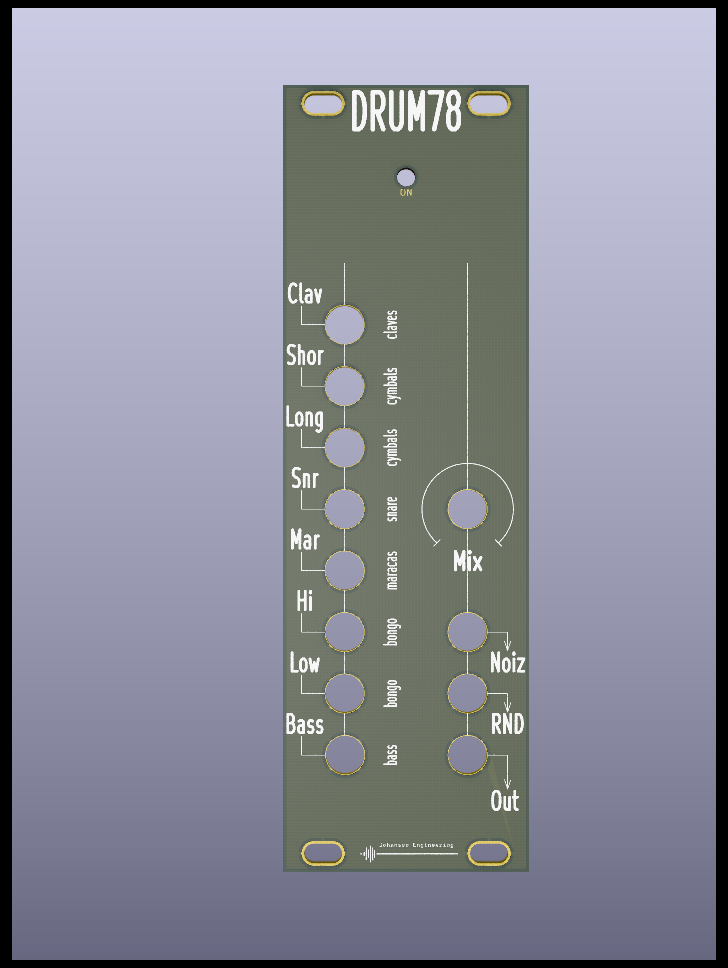 DRUM78
ON
Clav
claves
Shor
cymbals
Long
cymbals
Snr
snare
Mar
maracas
Mix
Hi
bongo
Low
bongo
Noiz
Bass
bass
RND
Out
Johansen Engineering